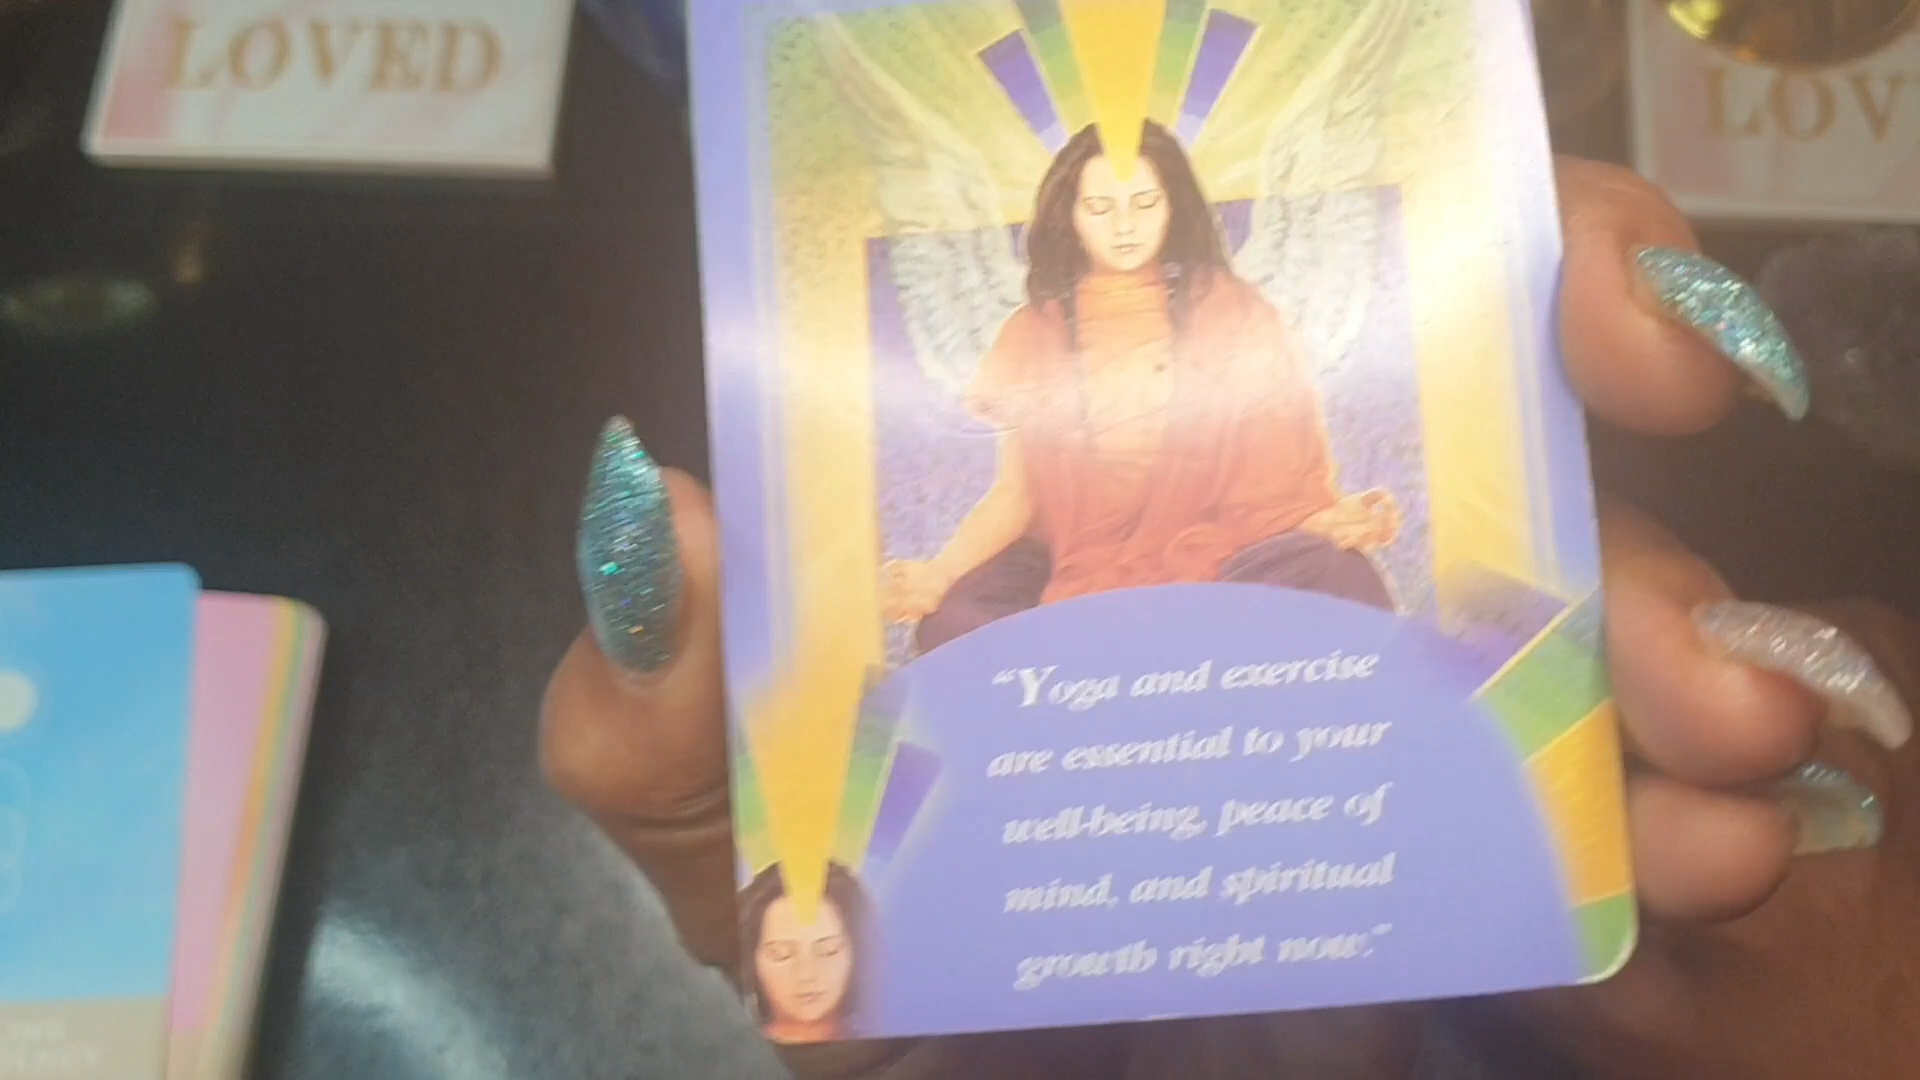 LOVED
LOV
"Yoga and exercise
are essential to your
well-being, peace of
mind, and spiritual
growth right now."